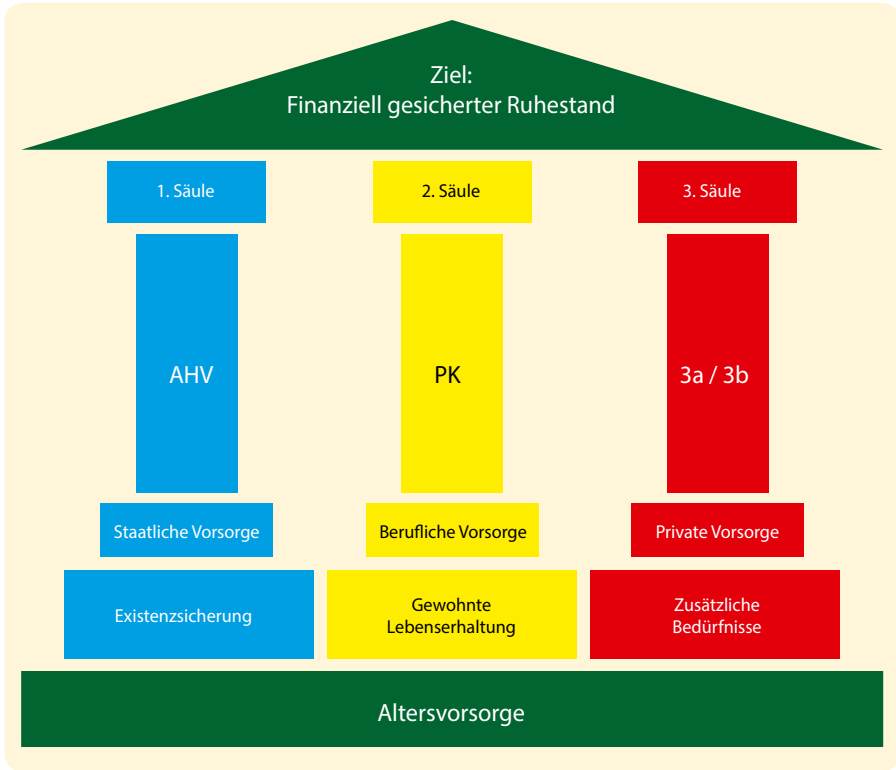 Ziel:
Finanziell gesicherter Ruhestand
1. Säule
2. Säule
3. Säule
AHV
PK
3a / 3b
Staatliche Vorsorge
Berufliche Vorsorge
Private Vorsorge
Existenzsicherung
Gewohnte
Lebenserhaltung
Zusätzliche
Bedürfnisse
Altersvorsorge